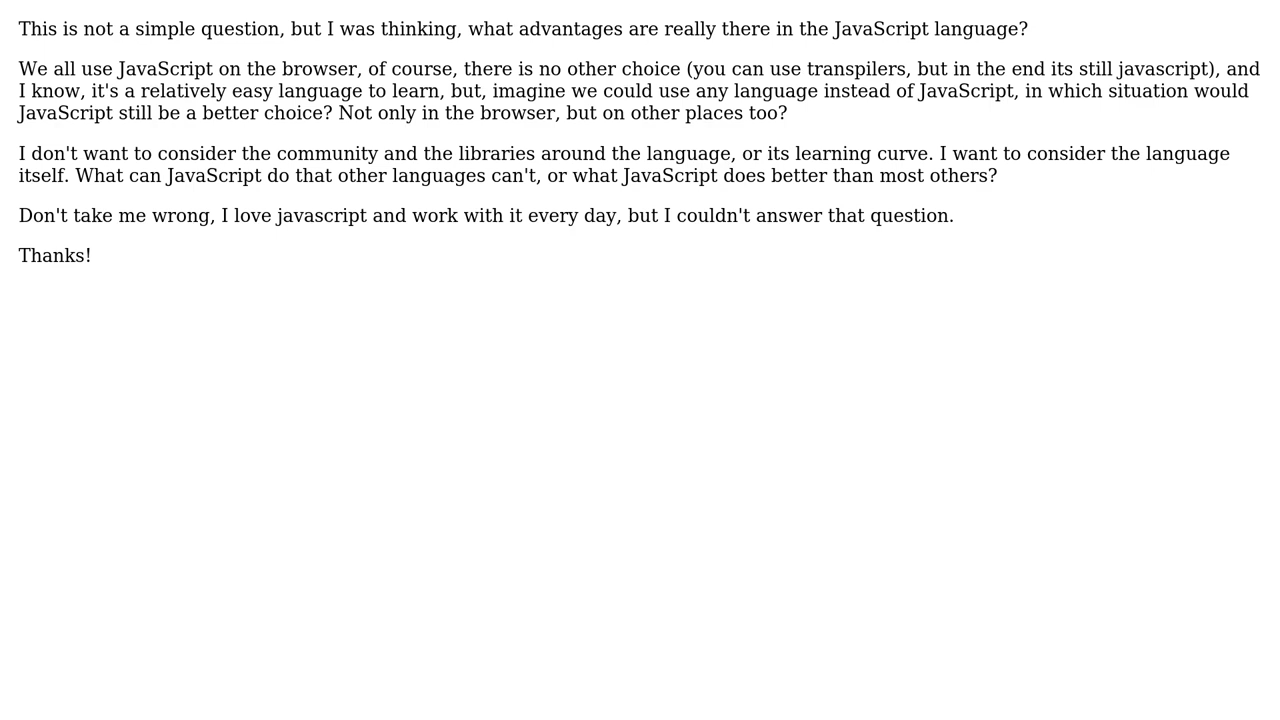 This is not a simple question, but I was thinking, what advantages are really there in the JavaScript language?
We all use JavaScript on the browser, of course, there is no other choice (you can use transpilers, but in the end its still javascript), and
I know, it's a relatively easy language to learn, but, imagine we could use any language instead of JavaScript, in which situation would
JavaScript still be a better choice? Not only in the browser, but on other places too?
I don't want to consider the community and the libraries around the language, or its learning curve. I want to consider the language
itself. What can JavaScript do that other languages can't, or what JavaScript does better than most others?
Don't take me wrong, I love javascript and work with it every day, but I couldn't answer that question.
Thanks!